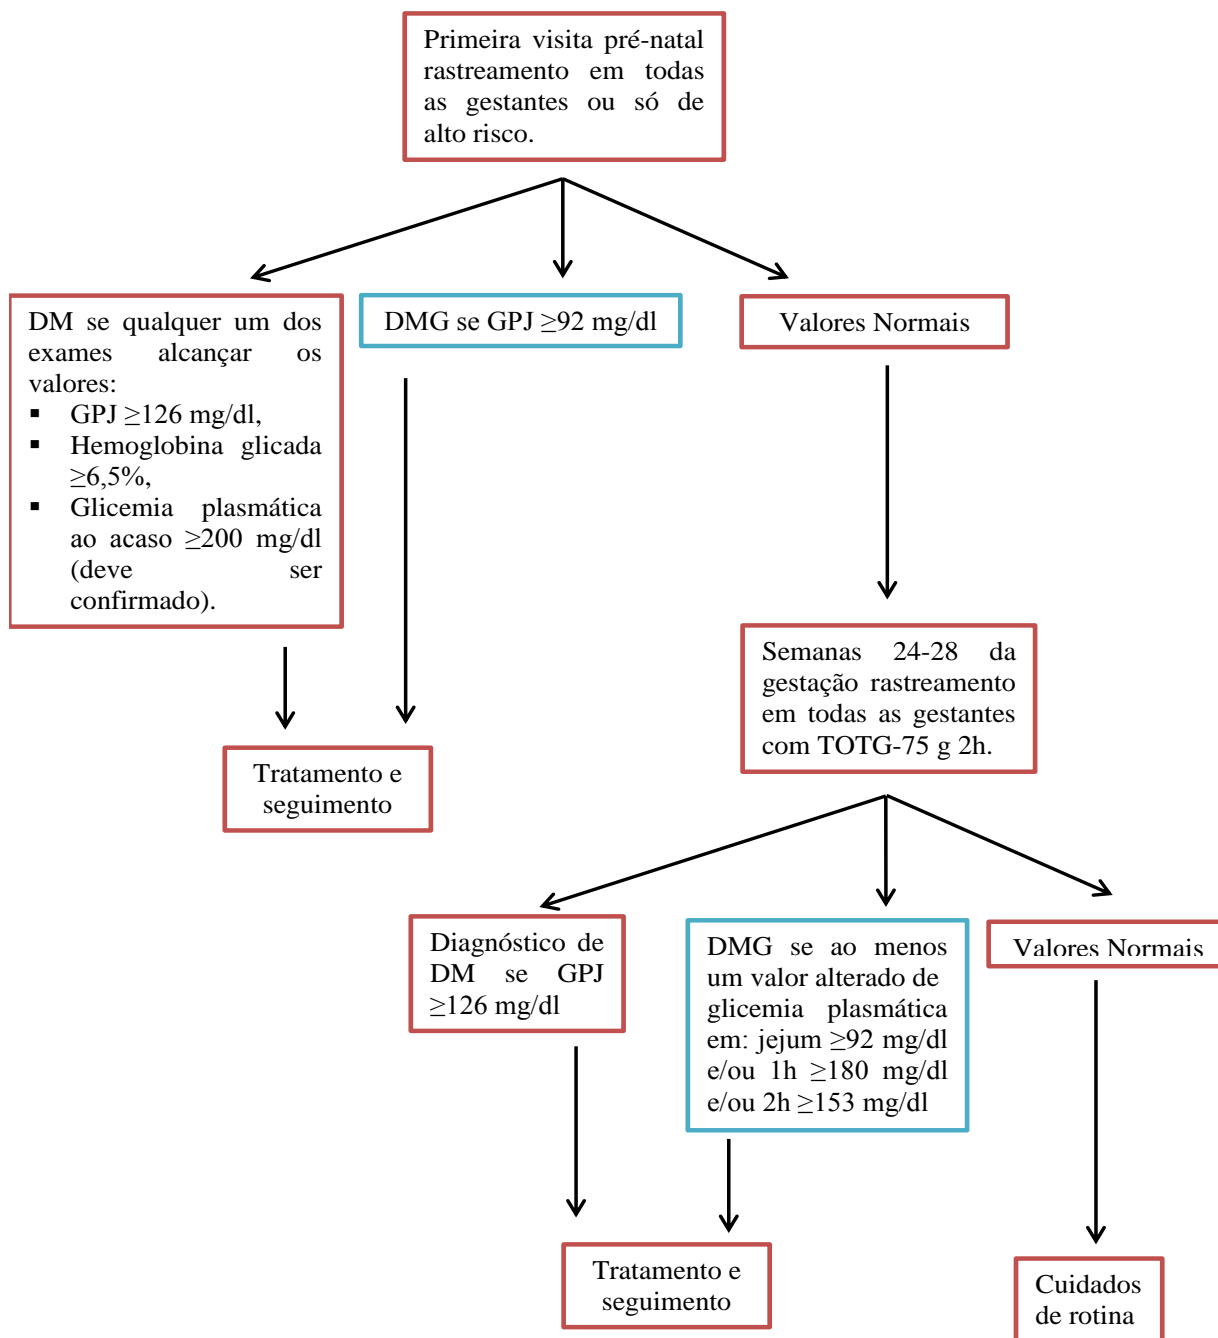 Primeira visita pré-natal
rastreamento em todas
as gestantes ou só de
alto risco.
DM se qualquer um dos
exames alcançar os
valores:
▪ GPJ ≥126 mg/dl,
▪ Hemoglobina glicada
≥6,5%,
▪ Glicemia plasmática
ao acaso ≥200 mg/dl
(deve ser
confirmado).
DMG se GPJ ≥92 mg/dl
Valores Normais
Semanas 24-28 da
gestação rastreamento
em todas as gestantes
com TOTG-75 g 2h.
Tratamento e
seguimento
Diagnóstico de
DM se GPJ
≥126 mg/dl
DMG se ao menos
um valor alterado de
glicemia plasmática
em: jejum ≥92 mg/dl
e/ou 1h ≥180 mg/dl
e/ou 2h ≥153 mg/dl
Valores Normais
Tratamento e
seguimento
Cuidados
de rotina